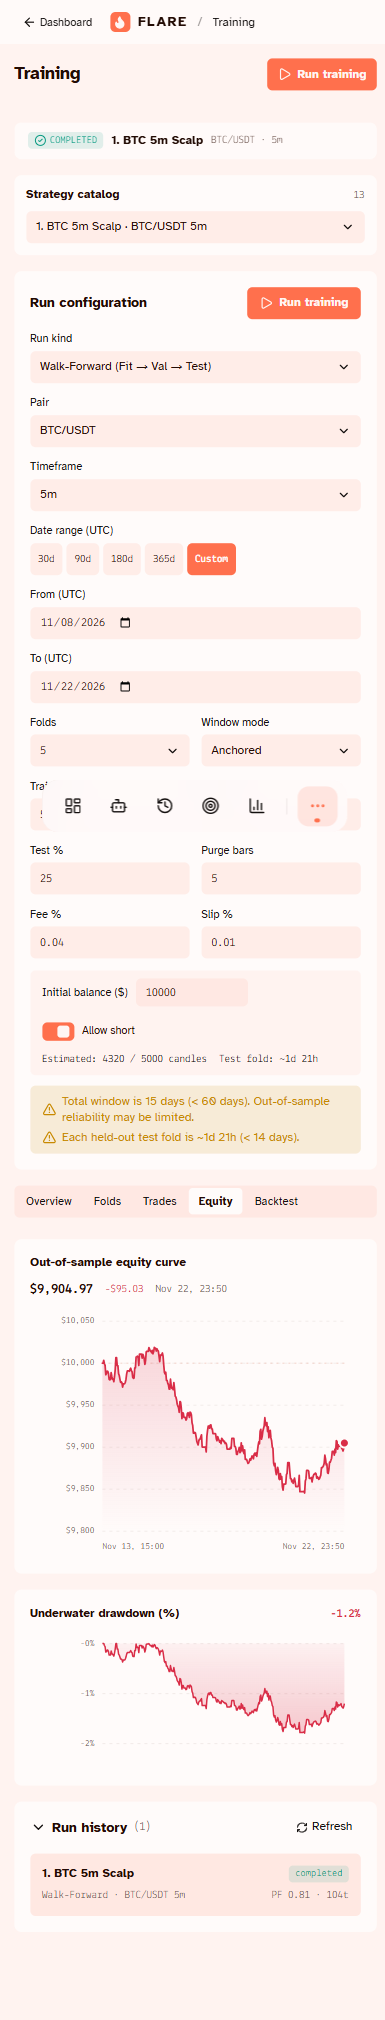 Dashboard FLARE / Training
Training
Run training
COMPLETED 1. BTC 5m Scalp BTC/USDT · 5m
Strategy catalog 13
1. BTC 5m Scalp · BTC/USDT 5m
Run configuration
Run training
Run kind
Walk-Forward (Fit → Val → Test)
Pair
BTC/USDT
Timeframe
5m
Date range (UTC)
30d 90d 180d 365d Custom
From (UTC)
11/08/2026
To (UTC)
11/22/2026
Folds Window mode
5 Anchored
Test % Purge bars
25 5
Fee % Slip %
0.04 0.01
Initial balance ($) 10000
Allow short
Estimated: 4320 / 5000 candles Test fold: ~1d 21h
Total window is 15 days (< 60 days). Out-of-sample
reliability may be limited.
Each held-out test fold is ~1d 21h (< 14 days).
Overview Folds Trades Equity Backtest
Out-of-sample equity curve
$9,904.97 -$95.03 Nov 22, 23:50
$10,050
$10,000
$9,950
$9,900
$9,850
$9,800
Nov 13, 15:00 Nov 22, 23:50
Underwater drawdown (%) -1.2%
-0%
-1%
-2%
Run history (1) Refresh
1. BTC 5m Scalp completed
Walk-Forward · BTC/USDT 5m PF 0.81 · 104t